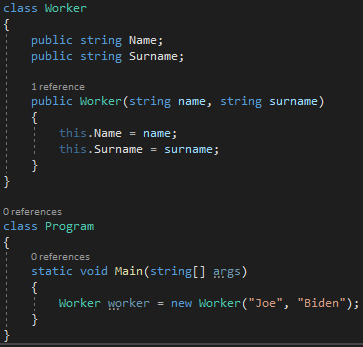 class Worker
{
public string Name;
public string Surname;
1 reference
public Worker(string name, string surname)
{
this.Name = name;
this.Surname = surname;
}
}
0 references
class Program
{
0 references
static void Main(string[] args)
{
Worker worker = new Worker("Joe", "Biden");
}
}